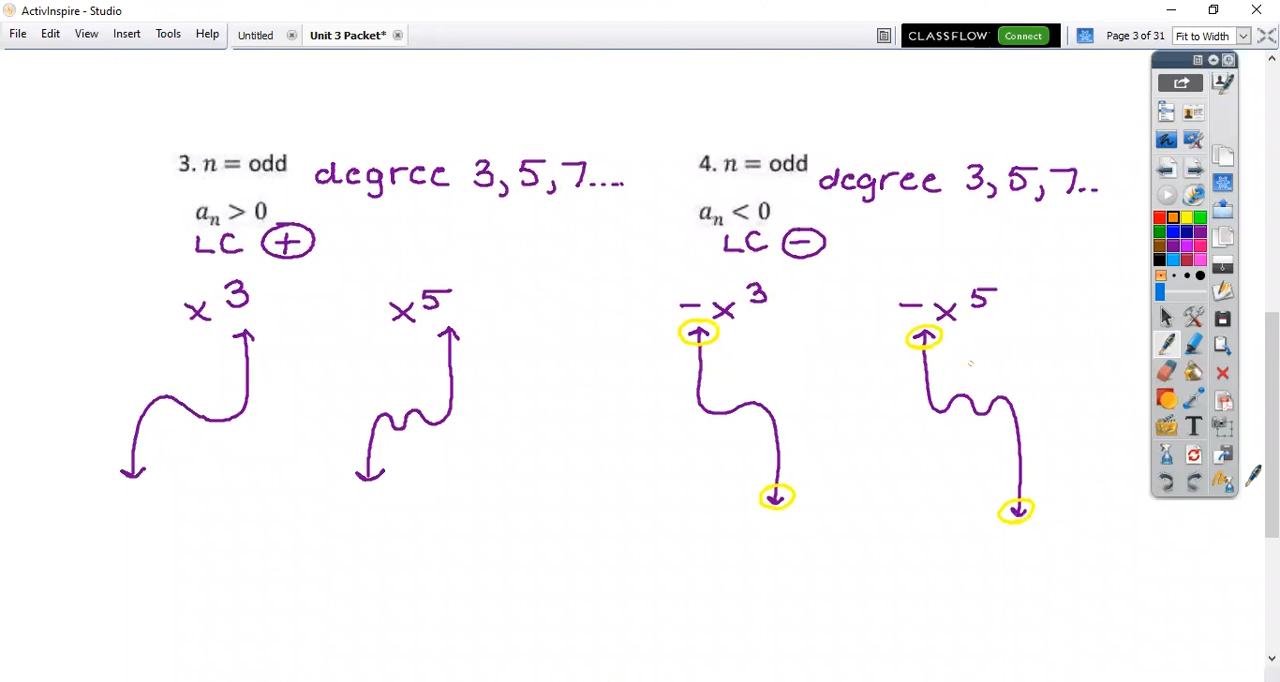 ActivInspire - Studio
File Edit View Insert Tools Help Untitled Unit 3 Packet* CLASSFLOW Connect Page 3 of 31 Fit to Width
3. n = odd degree 3, 5, 7....
aₙ > 0
LC +
x³ x⁵
4. n = odd degree 3, 5, 7..
aₙ < 0
LC −
−x³ −x⁵
T